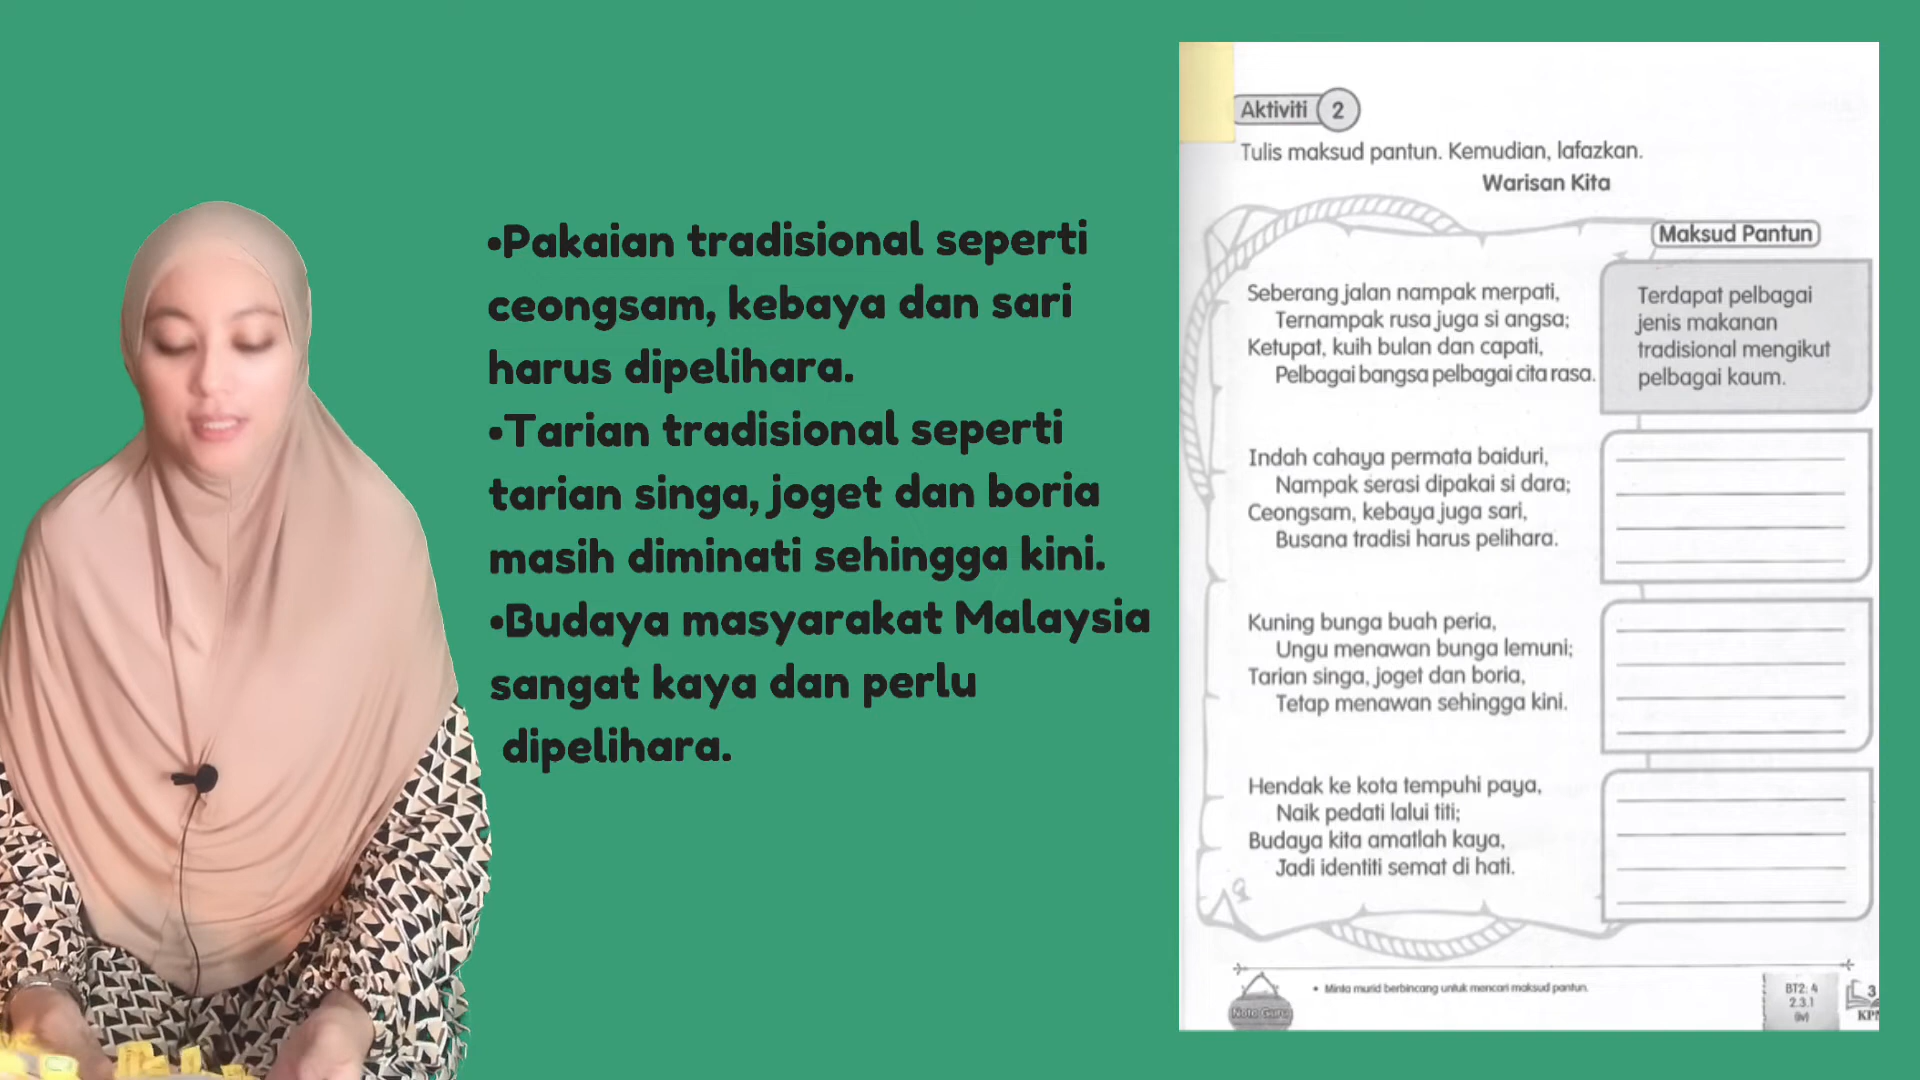 •Pakaian tradisional seperti
ceongsam, kebaya dan sari
harus dipelihara.
•Tarian tradisional seperti
tarian singa, joget dan boria
masih diminati sehingga kini.
•Budaya masyarakat Malaysia
sangat kaya dan perlu
dipelihara.
Aktiviti 2
Tulis maksud pantun. Kemudian, lafazkan.
Warisan Kita
Maksud Pantun
Seberang jalan nampak merpati,
Ternampak rusa juga si angsa;
Ketupat, kuih bulan dan capati,
Pelbagai bangsa pelbagai cita rasa.
Terdapat pelbagai
jenis makanan
tradisional mengikut
pelbagai kaum.
Indah cahaya permata baiduri,
Nampak serasi dipakai si dara;
Ceongsam, kebaya juga sari,
Busana tradisi harus pelihara.
Kuning bunga buah peria,
Ungu menawan bunga lemuni;
Tarian singa, joget dan boria,
Tetap menawan sehingga kini.
Hendak ke kota tempuhi paya,
Naik pedati lalui titi;
Budaya kita amatlah kaya,
Jadi identiti semat di hati.
Nota Guru
• Minta murid berbincang untuk mencari maksud pantun.
BT2: 4
2.3.1
(iv)
3